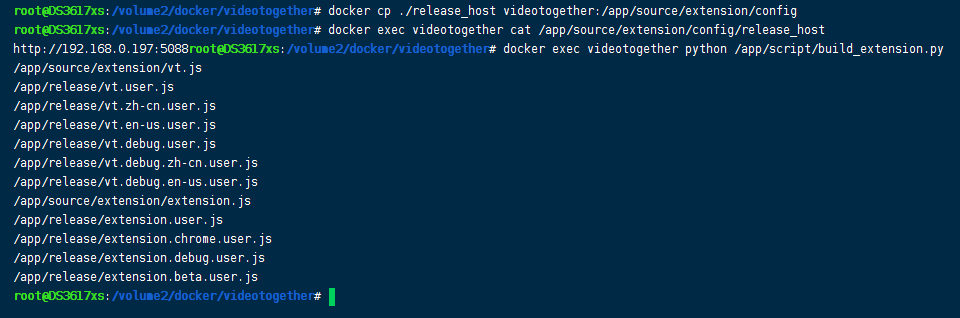 root@DS3617xs:/volume2/docker/videotogether# docker cp ./release_host videotogether:/app/source/extension/config
root@DS3617xs:/volume2/docker/videotogether# docker exec videotogether cat /app/source/extension/config/release_host
http://192.168.0.197:5088root@DS3617xs:/volume2/docker/videotogether# docker exec videotogether python /app/script/build_extension.py
/app/source/extension/vt.js
/app/release/vt.user.js
/app/release/vt.zh-cn.user.js
/app/release/vt.en-us.user.js
/app/release/vt.debug.user.js
/app/release/vt.debug.zh-cn.user.js
/app/release/vt.debug.en-us.user.js
/app/source/extension/extension.js
/app/release/extension.user.js
/app/release/extension.chrome.user.js
/app/release/extension.debug.user.js
/app/release/extension.beta.user.js
root@DS3617xs:/volume2/docker/videotogether#